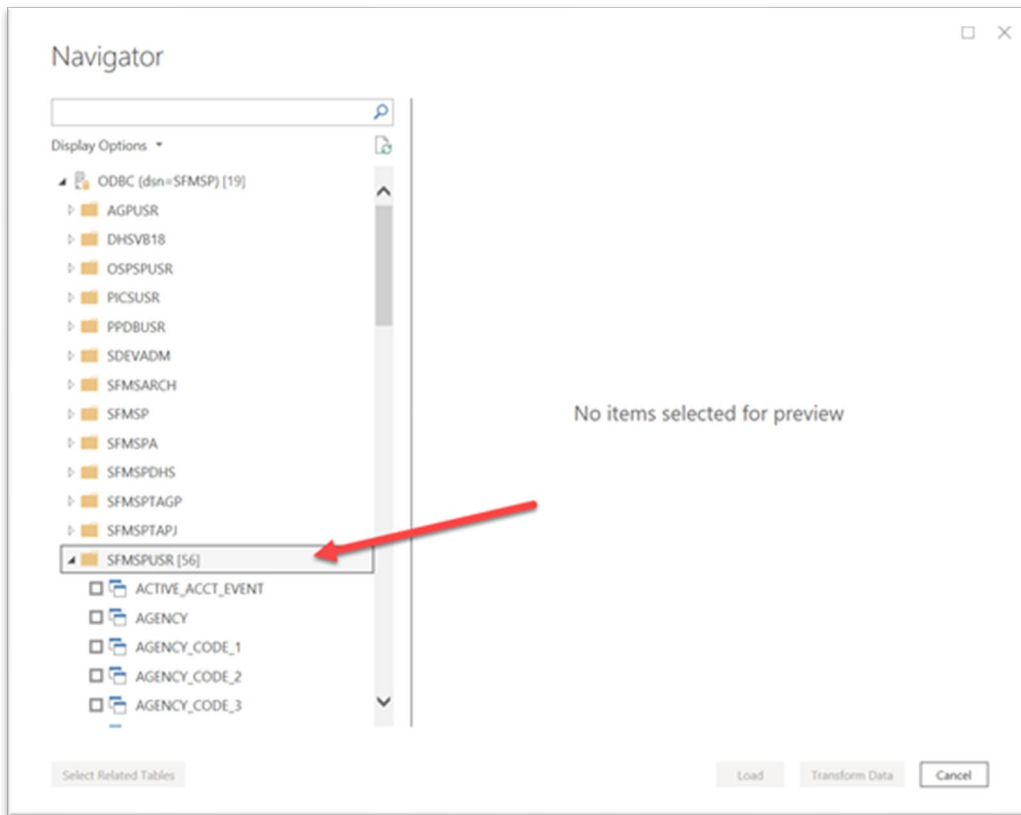 Navigator
Display Options
ODBC (dsn=SFMSP) [19]
AGPUSR
DHSVB18
OSPSPUSR
PICSUSR
PPDBUSR
SDEVADM
SFMSARCH
SFMSP
SFMSPA
SFMSPDHS
SFMSPTAGP
SFMSPTAPJ
SFMSPUSR [56]
ACTIVE_ACCT_EVENT
AGENCY
AGENCY_CODE_1
AGENCY_CODE_2
AGENCY_CODE_3
No items selected for preview
Select Related Tables
Load
Transform Data
Cancel